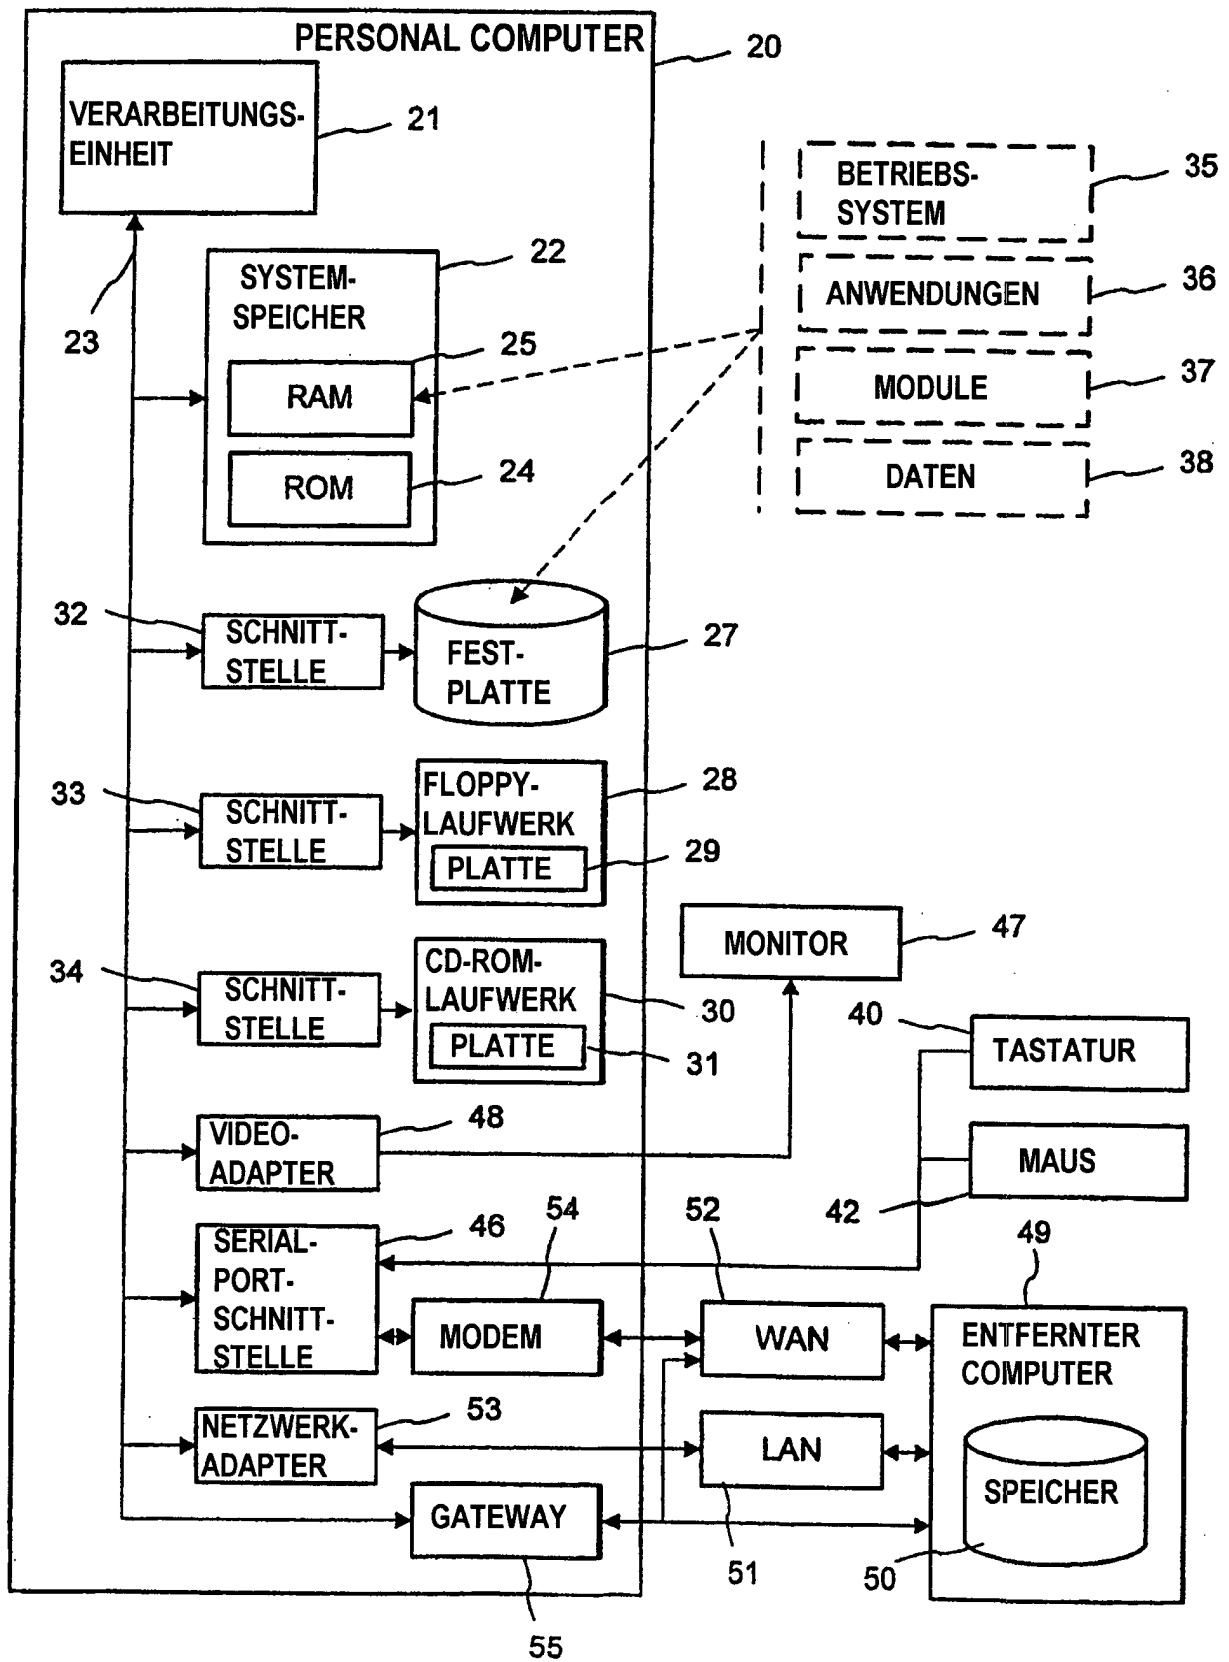 PERSONAL COMPUTER
20
VERARBEITUNGS-
EINHEIT
21
23
SYSTEM-
SPEICHER
22
RAM
25
ROM
24
BETRIEBS-
SYSTEM
35
ANWENDUNGEN
36
MODULE
37
DATEN
38
32
SCHNITT-
STELLE
FEST-
PLATTE
27
33
SCHNITT-
STELLE
FLOPPY-
LAUFWERK
28
PLATTE
29
34
SCHNITT-
STELLE
CD-ROM-
LAUFWERK
30
PLATTE
31
MONITOR
47
40
TASTATUR
MAUS
42
VIDEO-
ADAPTER
48
SERIAL-
PORT-
SCHNITT-
STELLE
46
54
MODEM
52
WAN
49
ENTFERNTER
COMPUTER
SPEICHER
50
NETZWERK-
ADAPTER
53
LAN
51
GATEWAY
55